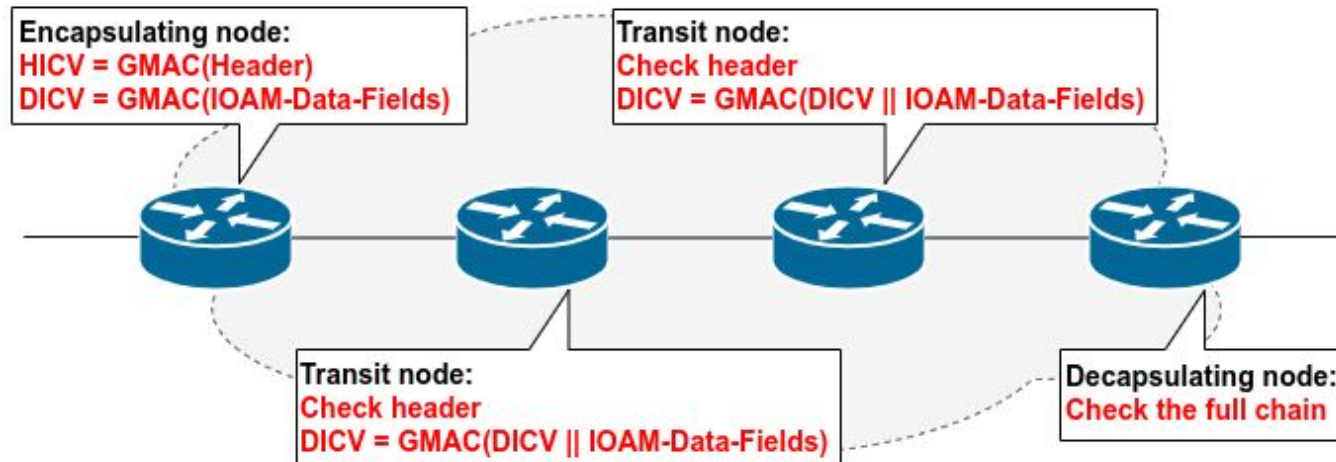 Encapsulating node:
HICV = GMAC(Header)
DICV = GMAC(IOAM-Data-Fields)
Transit node:
Check header
DICV = GMAC(DICV || IOAM-Data-Fields)
Transit node:
Check header
DICV = GMAC(DICV || IOAM-Data-Fields)
Decapsulating node:
Check the full chain